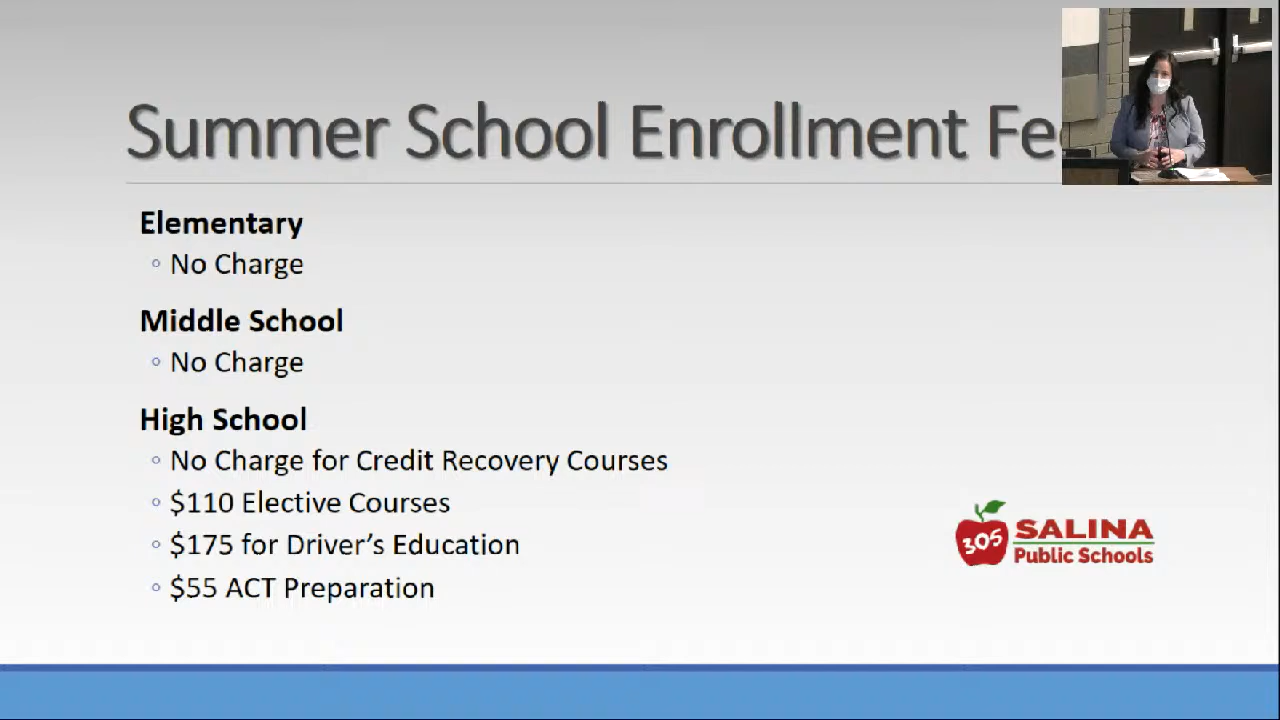 Summer School Enrollment
Elementary
No Charge
Middle School
No Charge
High School
No Charge for Credit Recovery Courses
$110 Elective Courses
$175 for Driver's Education
$55 ACT Preparation
305
SALINA
Public Schools